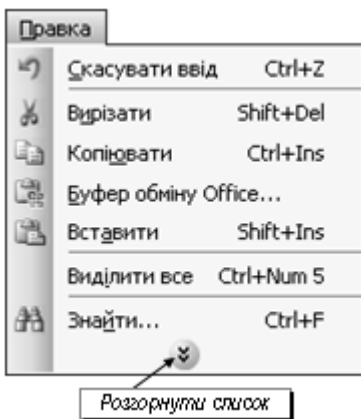 Правка
Скасувати ввід Ctrl+Z
Вирізати Shift+Del
Копіювати Ctrl+Ins
Буфер обміну Office...
Вставити Shift+Ins
Виділити все Ctrl+Num 5
Знайти... Ctrl+F
Розгорнути список